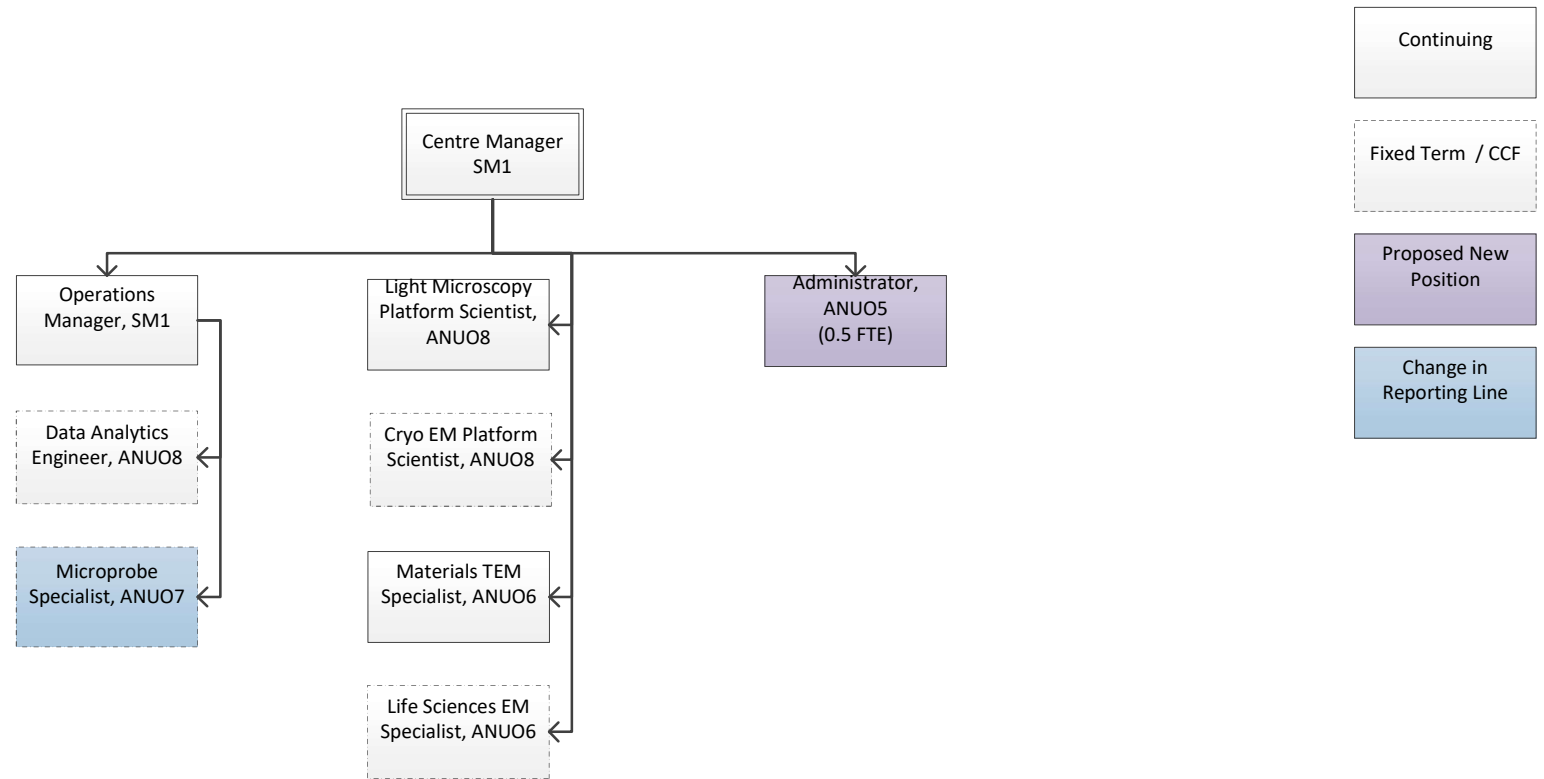 Continuing
Centre Manager
SM1
Fixed Term / CCF
Proposed New
Position
Operations
Manager, SM1
Light Microscopy
Platform Scientist,
ANUO8
Administrator,
ANUO5
(0.5 FTE)
Change in
Reporting Line
Data Analytics
Engineer, ANUO8
Cryo EM Platform
Scientist, ANUO8
Microprobe
Specialist, ANUO7
Materials TEM
Specialist, ANUO6
Life Sciences EM
Specialist, ANUO6